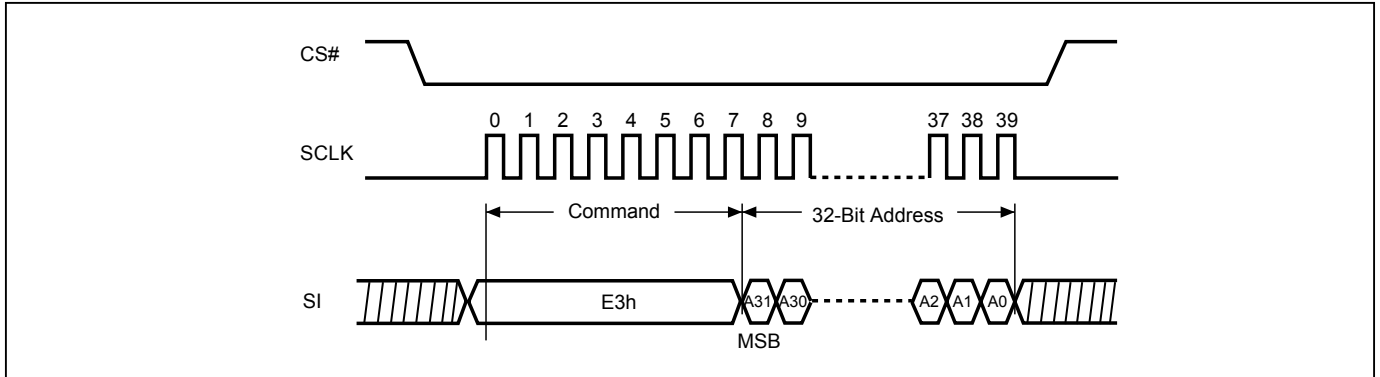 CS#
0 1 2 3 4 5 6 7 8 9 37 38 39
SCLK
Command 32-Bit Address
SI E3h A31 A30 A2 A1 A0
MSB